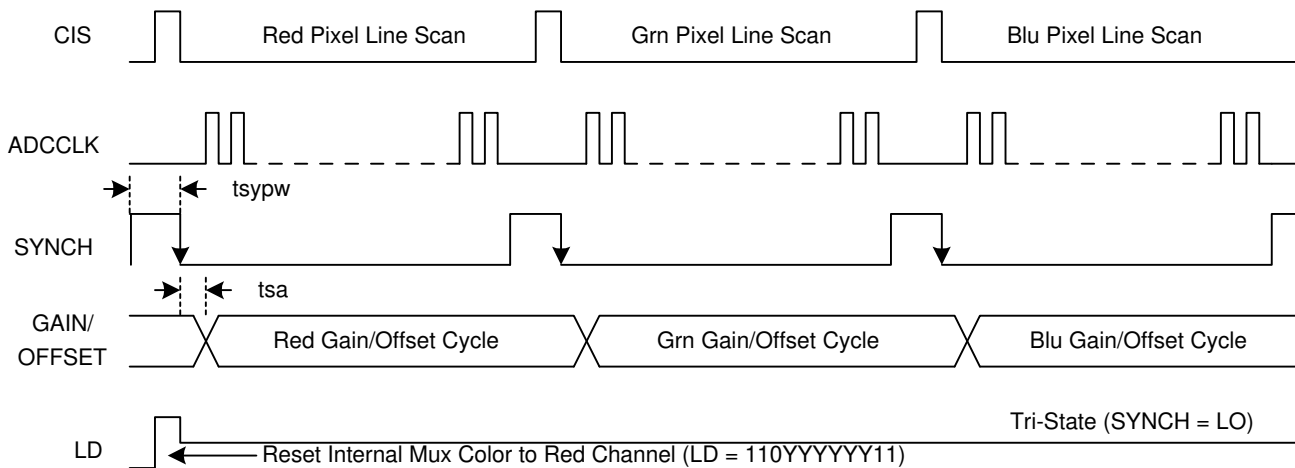 CIS
Red Pixel Line Scan
Grn Pixel Line Scan
Blu Pixel Line Scan
ADCCLK
tsypw
SYNCH
tsa
GAIN/
OFFSET
Red Gain/Offset Cycle
Grn Gain/Offset Cycle
Blu Gain/Offset Cycle
Tri-State (SYNCH = LO)
LD
Reset Internal Mux Color to Red Channel (LD = 110YYYYYY11)